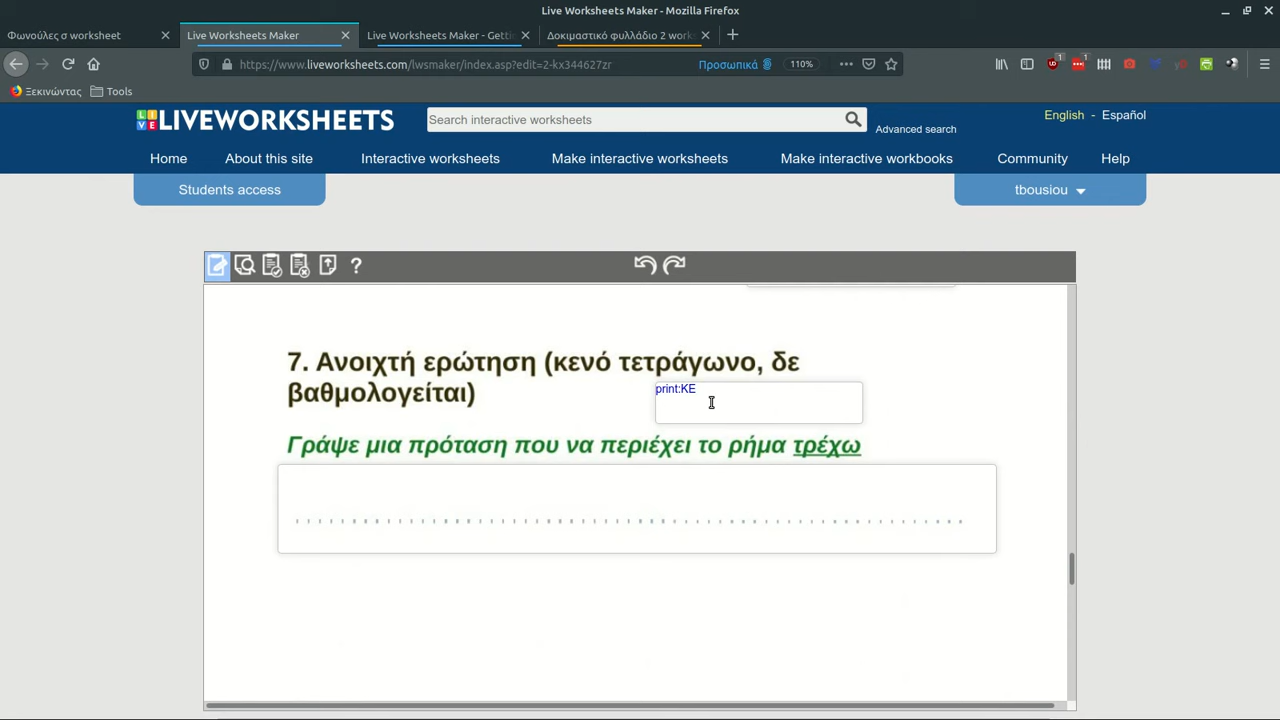 Live Worksheets Maker - Mozilla Firefox
Φωνούλες σ worksheet
Live Worksheets Maker
Live Worksheets Maker - Getti
Δοκιμαστικό φυλλάδιο 2 work
https://www.liveworksheets.com/lwsmaker/index.asp?edit=2-kx344627zr
Προσωπικά
110%
Ξεκινώντας
Tools
LIVEWORKSHEETS
Search interactive worksheets
Advanced search
English - Español
Home
About this site
Interactive worksheets
Make interactive worksheets
Make interactive workbooks
Community
Help
Students access
tbousiou
?
7. Ανοιχτή ερώτηση (κενό τετράγωνο, δε
βαθμολογείται)
print:KE
Γράψε μια πρόταση που να περιέχει το ρήμα τρέχω